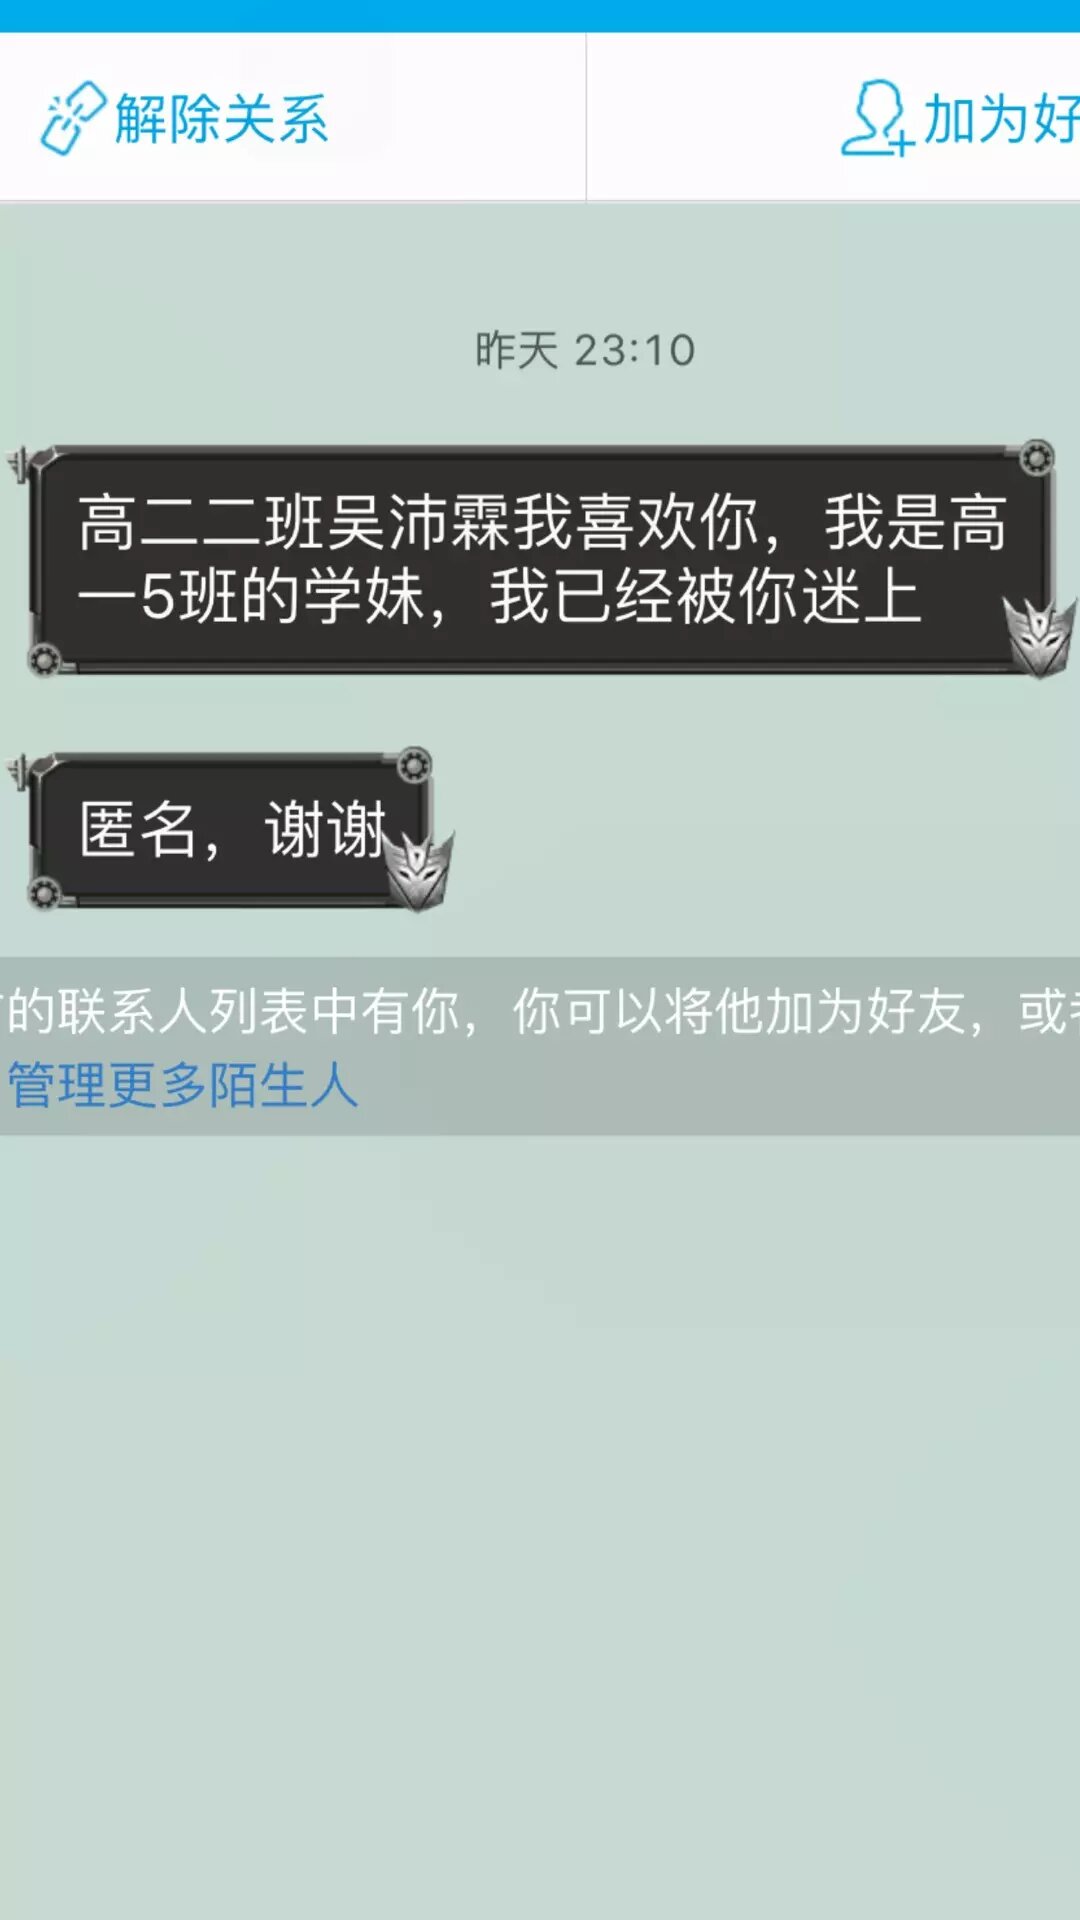 解除关系
加为好
昨天 23:10
高二二班吴沛霖我喜欢你，我是高
一5班的学妹，我已经被你迷上
匿名，谢谢
的联系人列表中有你，你可以将他加为好友，或
管理更多陌生人